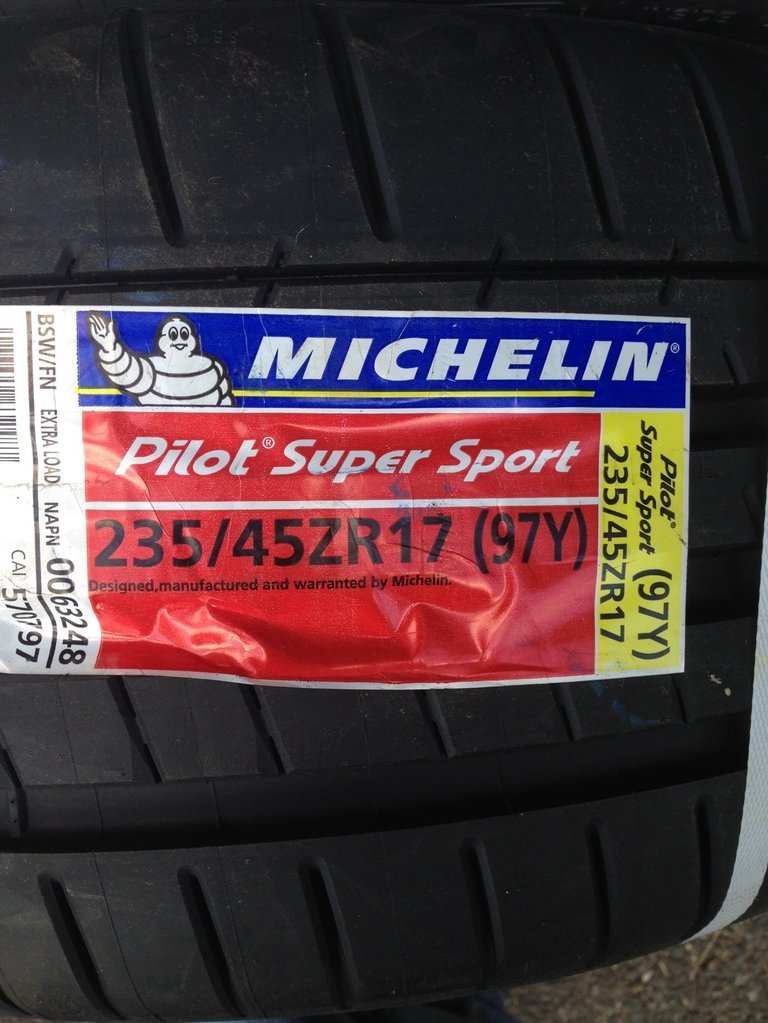 MICHELIN®
Pilot® Super Sport
235/45ZR17 (97Y)
Designed,manufactured and warranted by Michelin.
Pilot®
Super Sport
235/45ZR17 (97Y)
BSW/FN EXTRA LOAD NAPN 0063248
CAI 570797